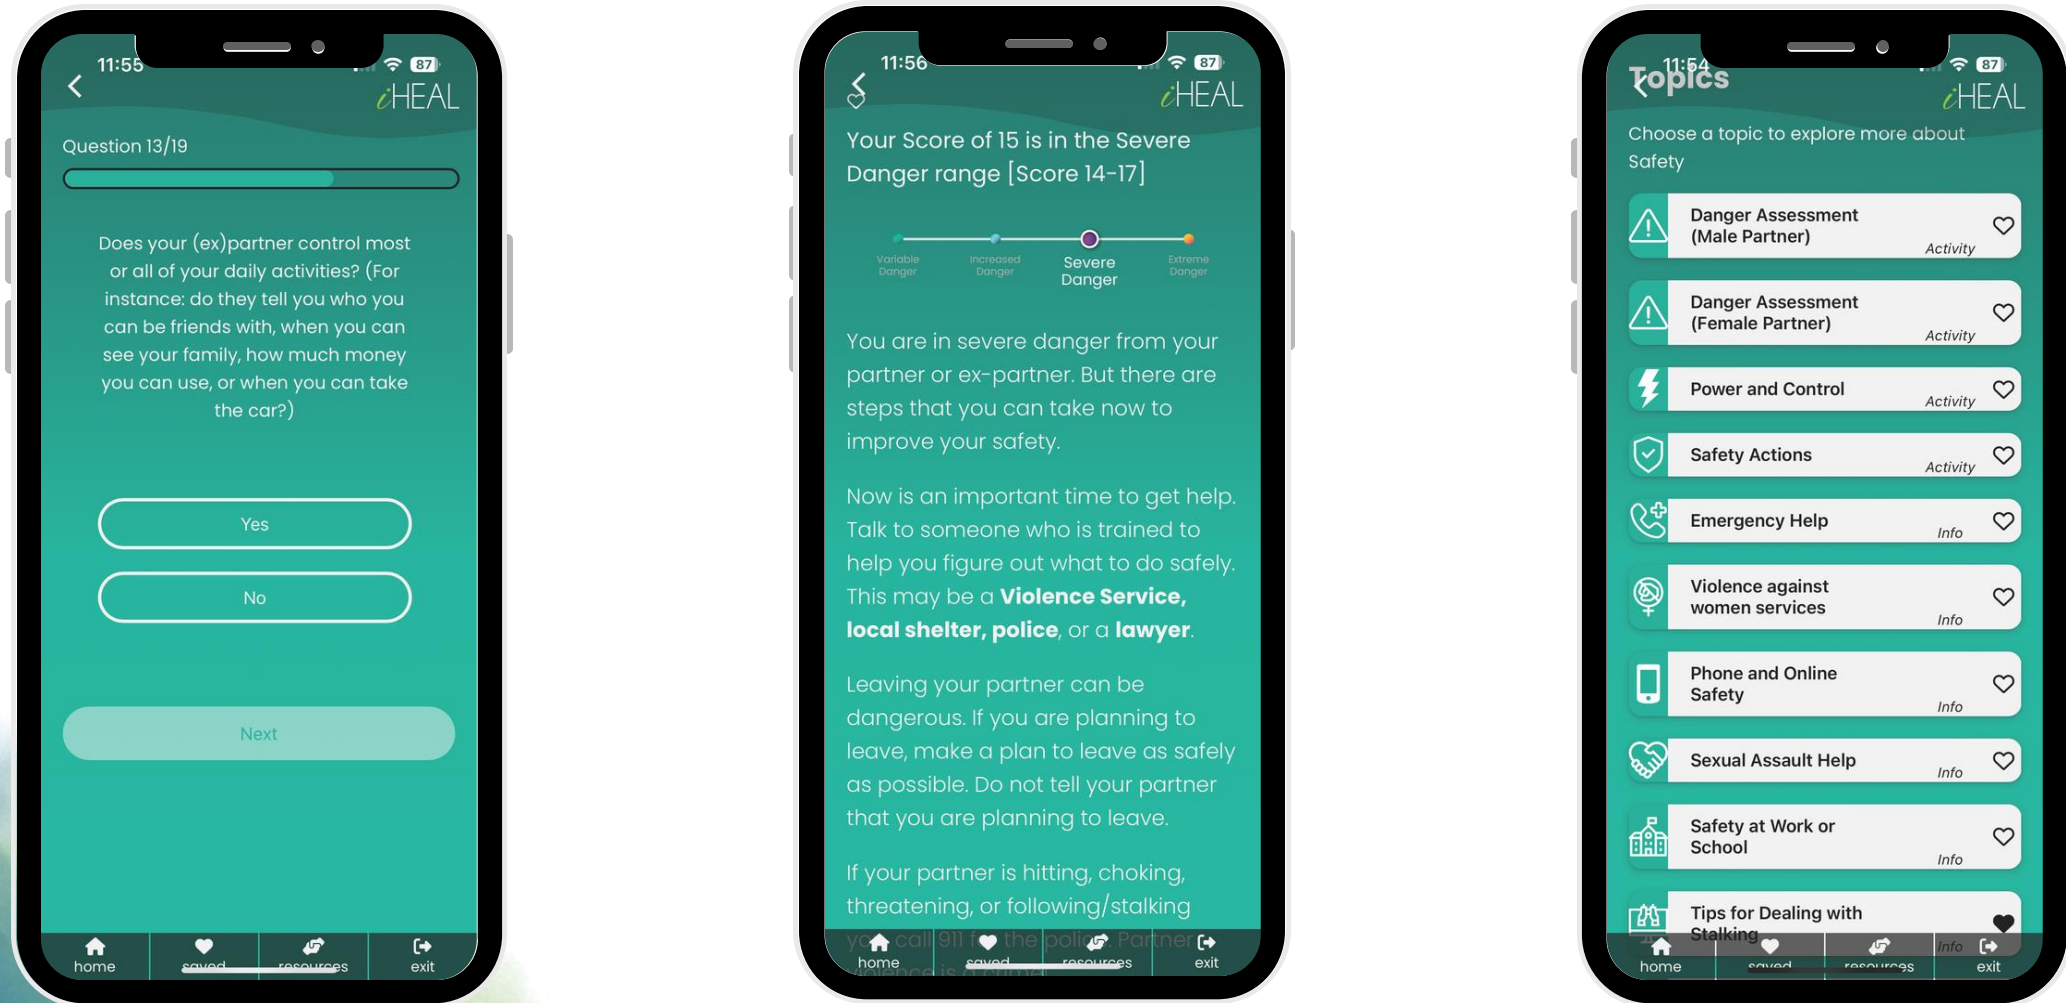 11:55
87
iHEAL
Question 13/19
Does your (ex)partner control most
or all of your daily activities? (For
instance: do they tell you who you
can be friends with, when you can
see your family, how much money
you can use, or when you can take
the car?)
Yes
No
Next
home
saved
resources
exit
11:56
87
iHEAL
Your Score of 15 is in the Severe
Danger range [Score 14-17]
Variable
Danger
Increased
Danger
Severe
Danger
Extreme
Danger
You are in severe danger from your
partner or ex-partner. But there are
steps that you can take now to
improve your safety.
Now is an important time to get help.
Talk to someone who is trained to
help you figure out what to do safely.
This may be a Violence Service,
local shelter, police, or a lawyer.
Leaving your partner can be
dangerous. If you are planning to
leave, make a plan to leave as safely
as possible. Do not tell your partner
that you are planning to leave.
If your partner is hitting, choking,
threatening, or following/stalking
you call 911 for the police. Partner
violence is a crime.
home
saved
resources
exit
11:54
87
Topics
iHEAL
Choose a topic to explore more about
Safety
Danger Assessment
(Male Partner)
Activity
Danger Assessment
(Female Partner)
Activity
Power and Control
Activity
Safety Actions
Activity
Emergency Help
Info
Violence against
women services
Info
Phone and Online
Safety
Info
Sexual Assault Help
Info
Safety at Work or
School
Info
Tips for Dealing with
Stalking
Info
home
saved
resources
exit